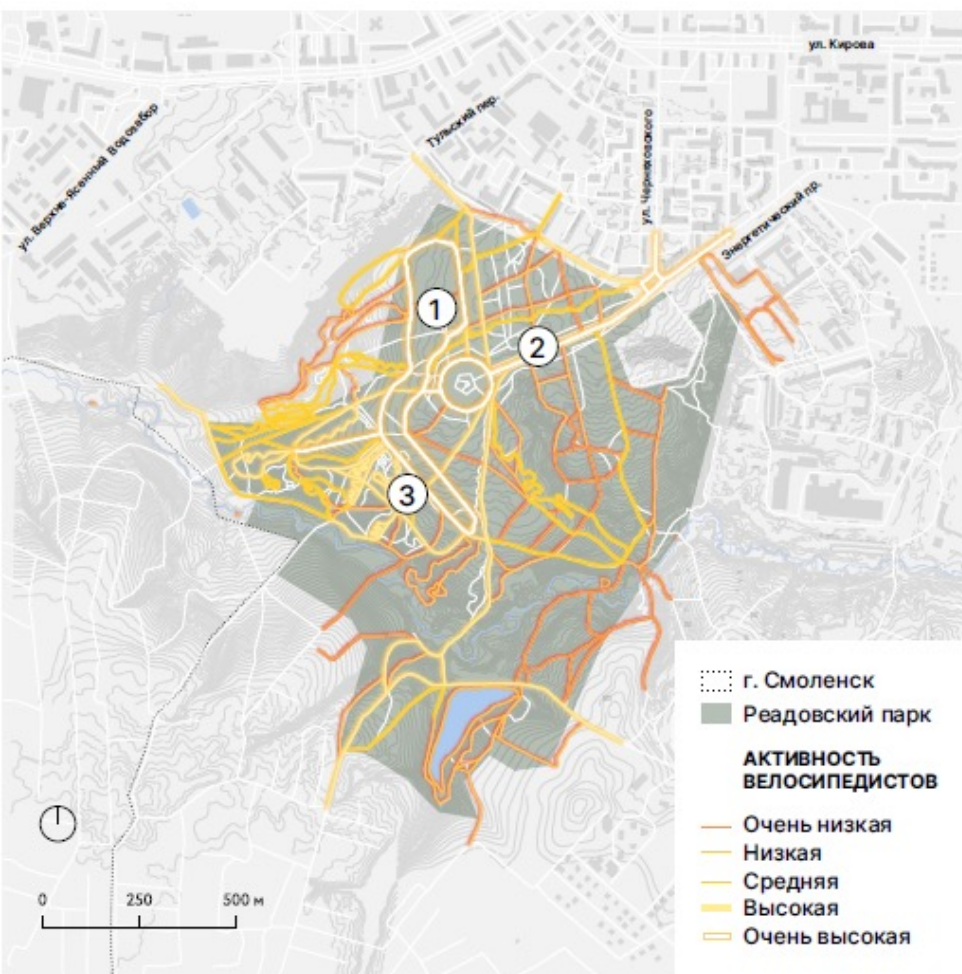 ул. Кирова
Тульский пер.
ул. Верхне-Ясенный Водозабор
ул. Черняховского
Энергетический пр.
1
2
3
г. Смоленск
Реадовский парк
АКТИВНОСТЬ
ВЕЛОСИПЕДИСТОВ
Очень низкая
Низкая
Средняя
Высокая
Очень высокая
0 250 500 м